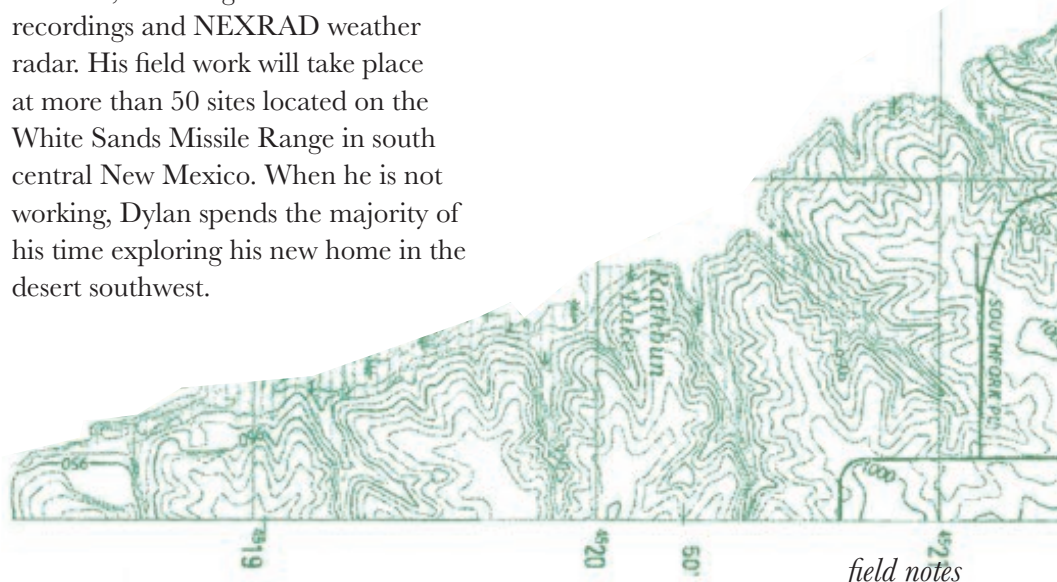 recordings and NEXRAD weather
radar. His field work will take place
at more than 50 sites located on the
White Sands Missile Range in south
central New Mexico. When he is not
working, Dylan spends the majority of
his time exploring his new home in the
desert southwest.
Rathbun
Lake
SOUTHFORK
950
1000
4519
4520
50'
4521
field notes